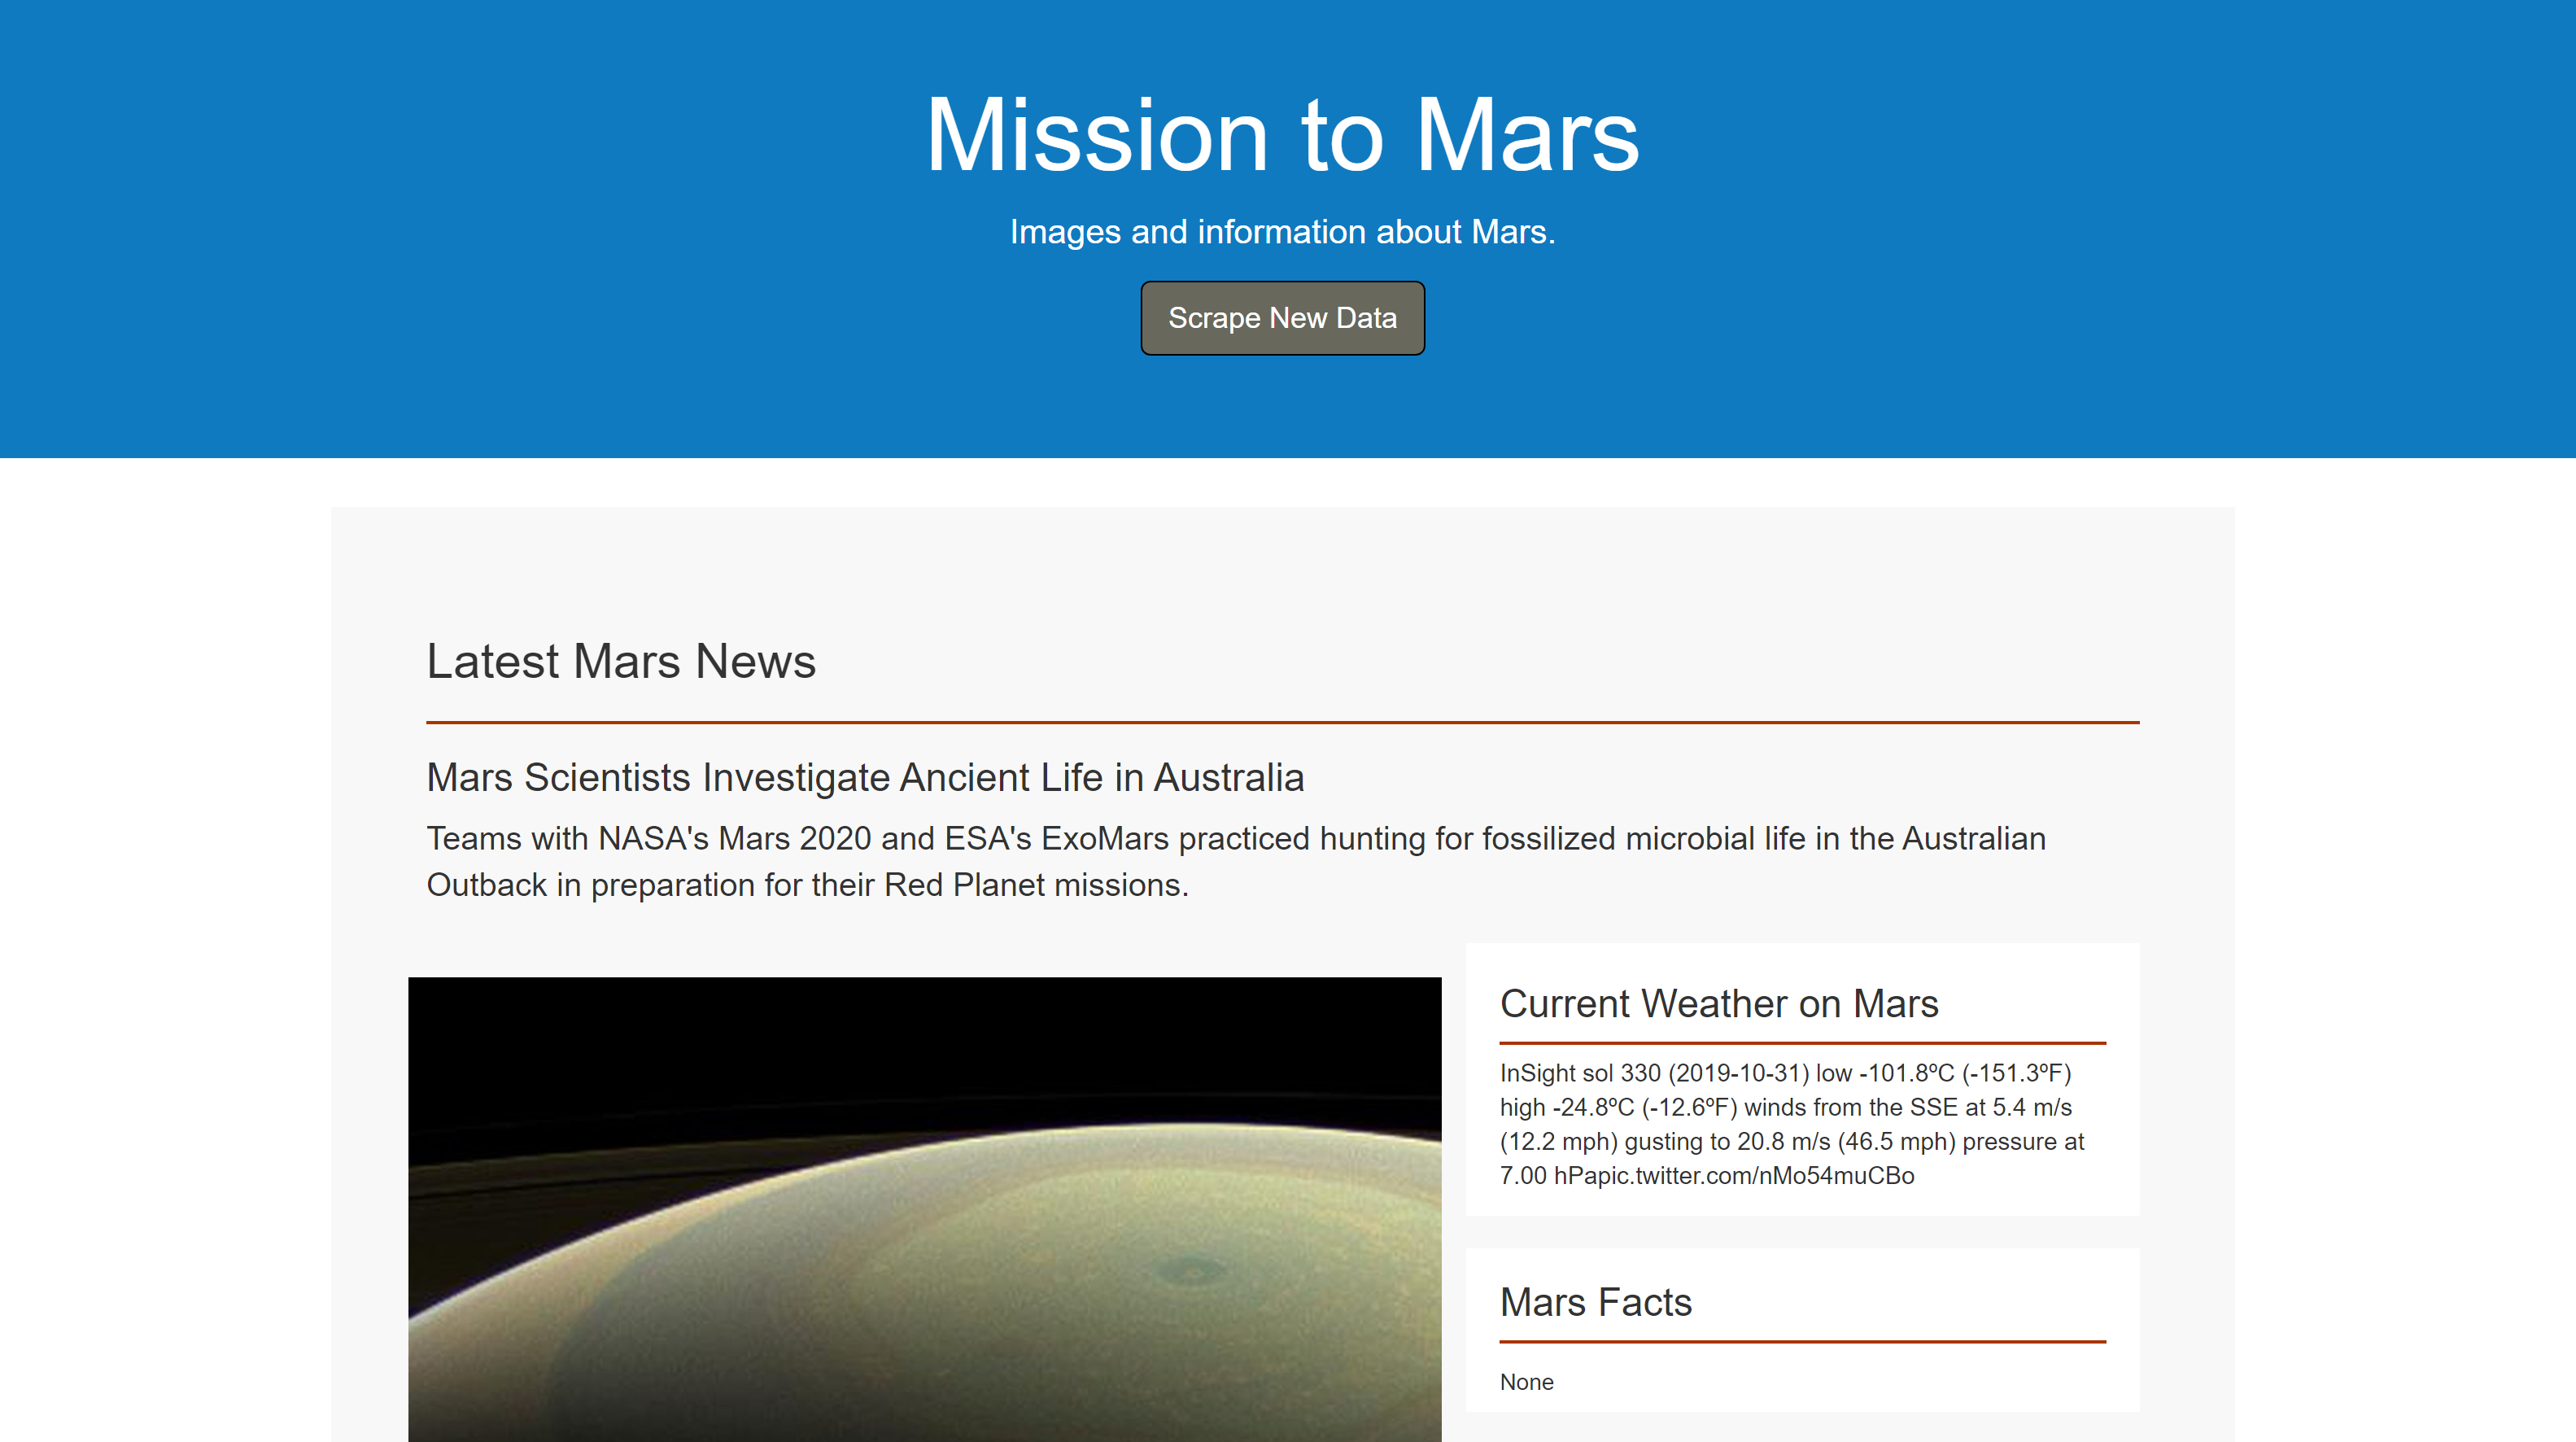 Mission to Mars
Images and information about Mars.
Scrape New Data
Latest Mars News
Mars Scientists Investigate Ancient Life in Australia
Teams with NASA's Mars 2020 and ESA's ExoMars practiced hunting for fossilized microbial life in the Australian
Outback in preparation for their Red Planet missions.
Current Weather on Mars
InSight sol 330 (2019-10-31) low -101.8ºC (-151.3ºF)
high -24.8ºC (-12.6ºF) winds from the SSE at 5.4 m/s
(12.2 mph) gusting to 20.8 m/s (46.5 mph) pressure at
7.00 hPapic.twitter.com/nMo54muCBo
Mars Facts
None